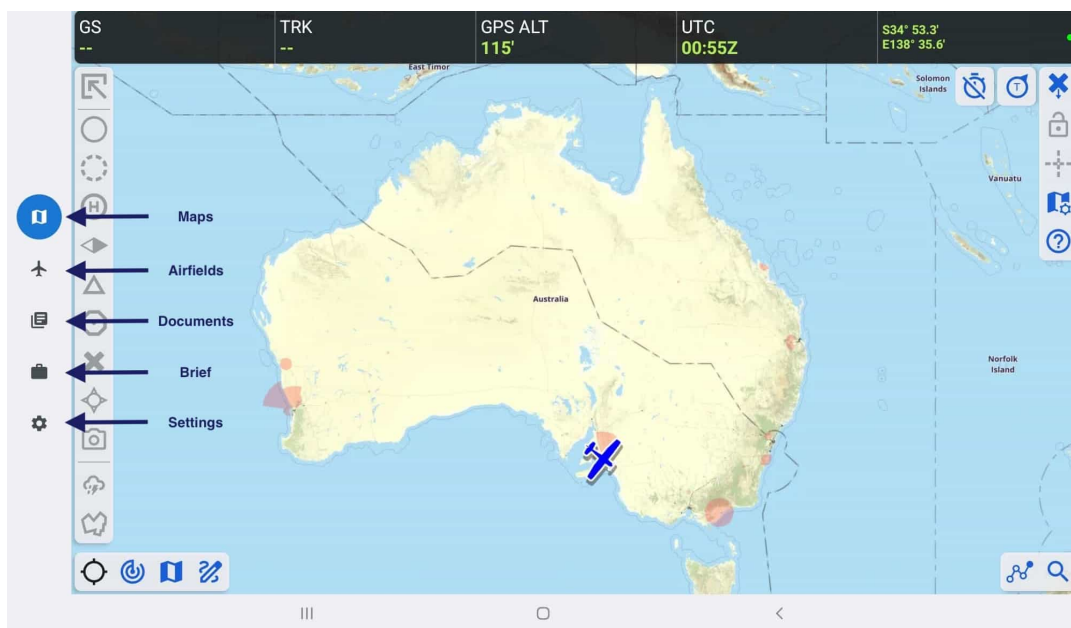 GS
--
TRK
--
GPS ALT
115'
UTC
00:55Z
S34° 53.3'
E138° 35.6'
East Timor
Solomon
Islands
T
Vanuatu
H
Maps
Airfields
Documents
Brief
Settings
Australia
Norfolk
Island